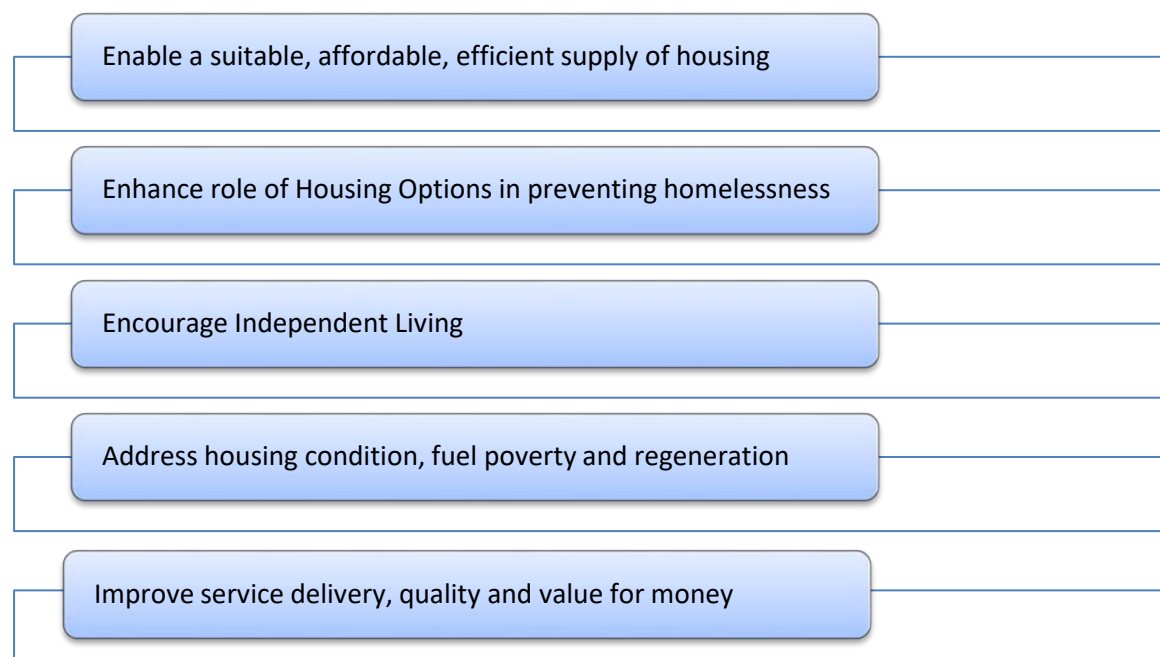 Enable a suitable, affordable, efficient supply of housing
Enhance role of Housing Options in preventing homelessness
Encourage Independent Living
Address housing condition, fuel poverty and regeneration
Improve service delivery, quality and value for money